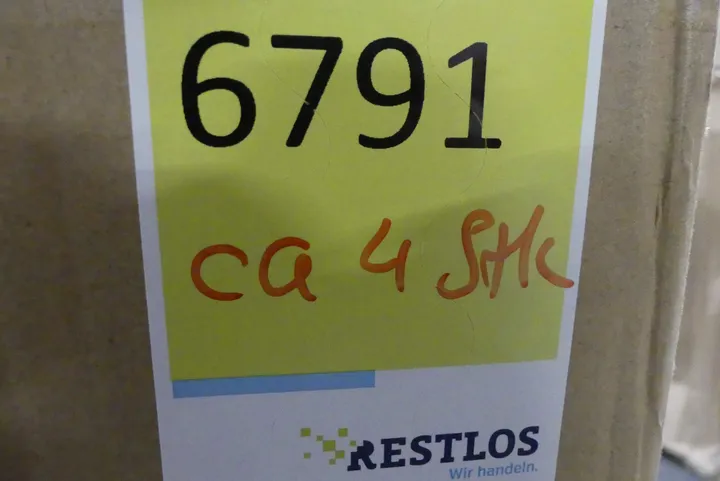 6791
ca 4 Stk
RESTLOS
Wir handeln.